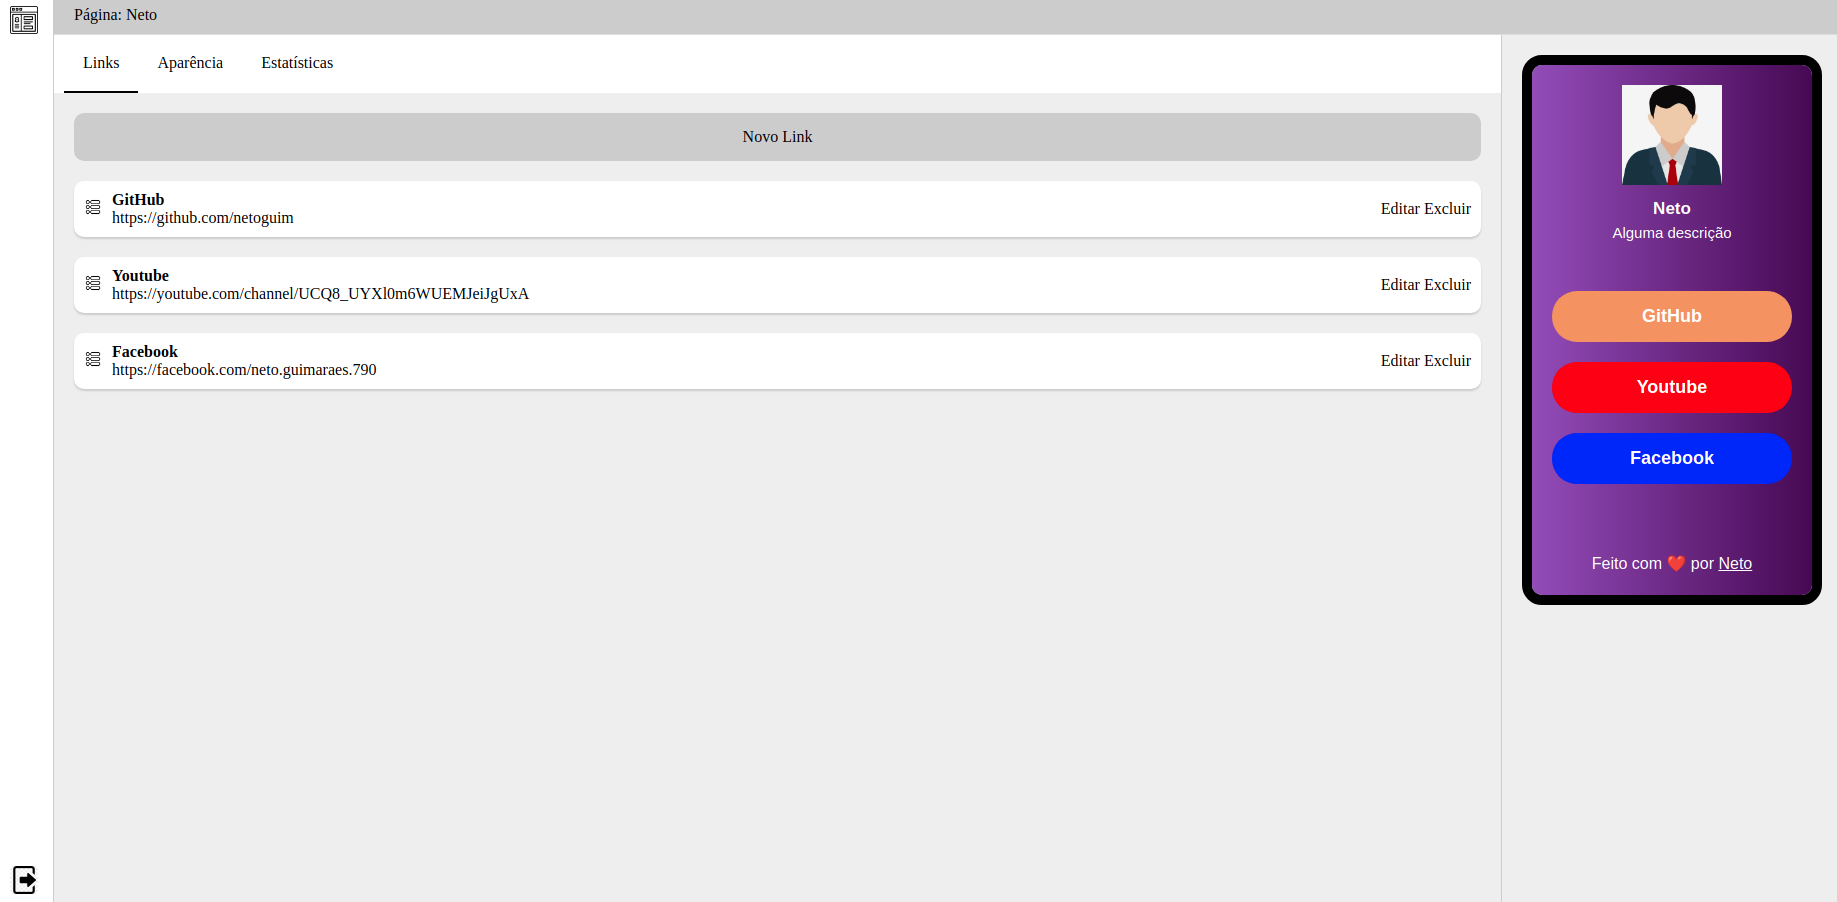 Página: Neto
Links Aparência Estatísticas
Novo Link
GitHub
https://github.com/netoguim
Editar Excluir
Youtube
https://youtube.com/channel/UCQ8_UYXl0m6WUEMJeiJgUxA
Editar Excluir
Facebook
https://facebook.com/neto.guimaraes.790
Editar Excluir
Neto
Alguma descrição
GitHub
Youtube
Facebook
Feito com ❤️ por Neto